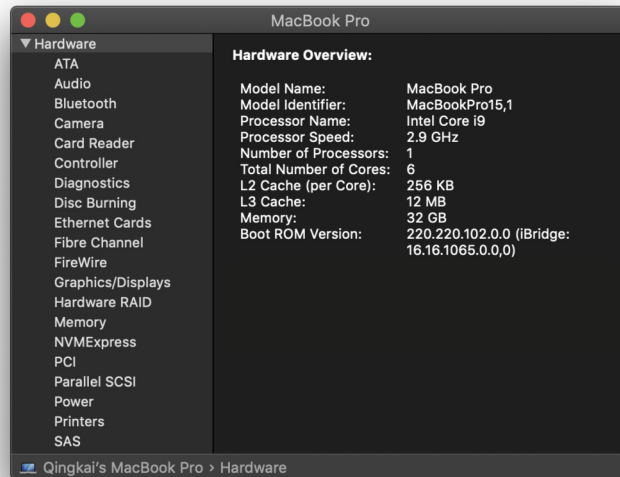 MacBook Pro
Hardware
ATA
Audio
Bluetooth
Camera
Card Reader
Controller
Diagnostics
Disc Burning
Ethernet Cards
Fibre Channel
FireWire
Graphics/Displays
Hardware RAID
Memory
NVMExpress
PCI
Parallel SCSI
Power
Printers
SAS
Hardware Overview:
Model Name: MacBook Pro
Model Identifier: MacBookPro15,1
Processor Name: Intel Core i9
Processor Speed: 2.9 GHz
Number of Processors: 1
Total Number of Cores: 6
L2 Cache (per Core): 256 KB
L3 Cache: 12 MB
Memory: 32 GB
Boot ROM Version: 220.220.102.0.0 (iBridge:
16.16.1065.0.0,0)
Qingkai's MacBook Pro › Hardware